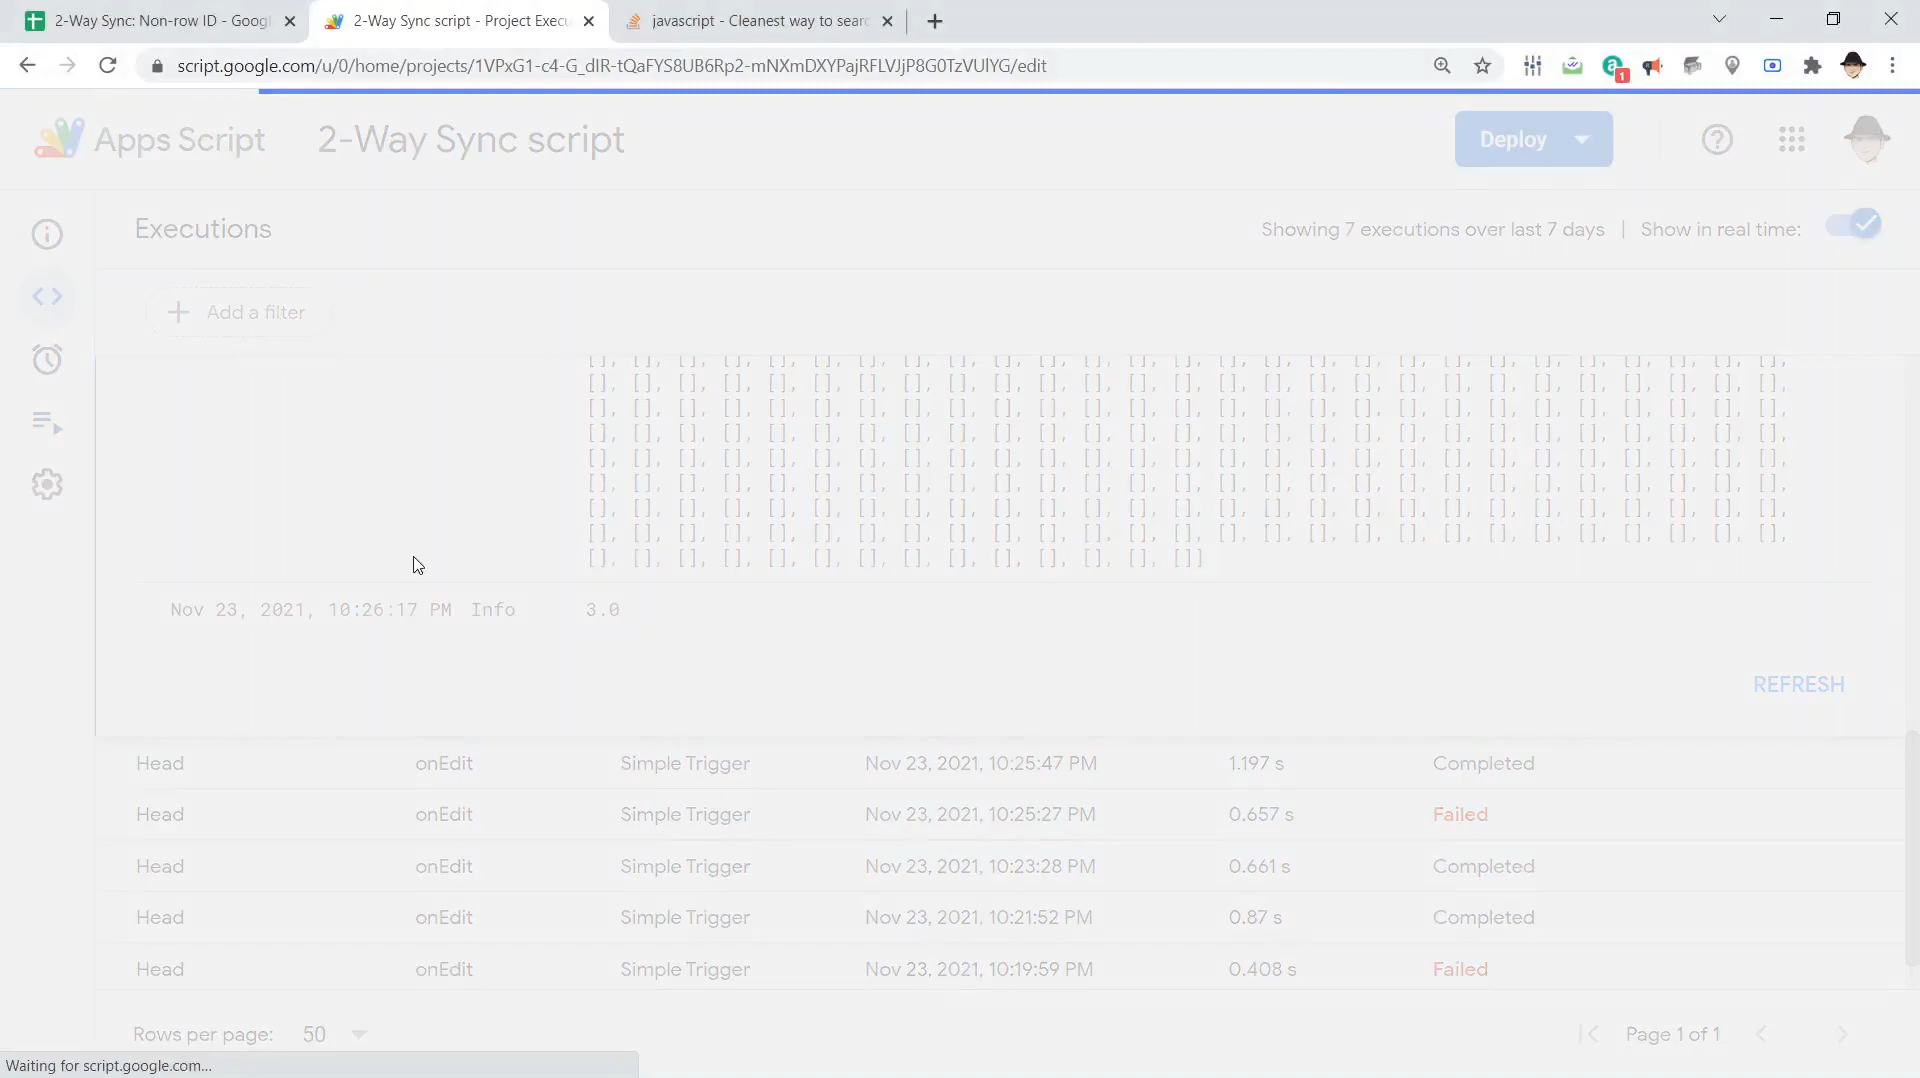 2-Way Sync: Non-row ID - Goog
2-Way Sync script - Project Execu
javascript - Cleanest way to searc
script.google.com/u/0/home/projects/1VPxG1-c4-G_dIR-tQaFYS8UB6Rp2-mNXmDXYPajRFLVJjP8G0TzVUlYG/edit
1
Apps Script
2-Way Sync script
Deploy
Executions
Showing 7 executions over last 7 days | Show in real time:
Add a filter
[], [], [], [], [], [], [], [], [], [], [], [], [], [], [], [], [], [], [], [], [], [], [], [], [], [], [],
[], [], [], [], [], [], [], [], [], [], [], [], [], [], [], [], [], [], [], [], [], [], [], [], [], [], [],
[], [], [], [], [], [], [], [], [], [], [], [], [], [], [], [], [], [], [], [], [], [], [], [], [], [], [],
[], [], [], [], [], [], [], [], [], [], [], [], [], [], [], [], [], [], [], [], [], [], [], [], [], [], [],
[], [], [], [], [], [], [], [], [], [], [], [], [], [], [], [], [], [], [], [], [], [], [], [], [], [], [],
[], [], [], [], [], [], [], [], [], [], [], [], [], [], [], [], [], [], [], [], [], [], [], [], [], [], [],
[], [], [], [], [], [], [], [], [], [], [], [], [], [], [], [], [], [], [], [], [], [], [], [], [], [], [],
[], [], [], [], [], [], [], [], [], [], [], [], [], [], [], [], [], [], [], [], [], [], [], [], [], [], [],
[], [], [], [], [], [], [], [], [], [], [], [], [], []]
Nov 23, 2021, 10:26:17 PM Info 3.0
REFRESH
Head onEdit Simple Trigger Nov 23, 2021, 10:25:47 PM 1.197 s Completed
Head onEdit Simple Trigger Nov 23, 2021, 10:25:27 PM 0.657 s Failed
Head onEdit Simple Trigger Nov 23, 2021, 10:23:28 PM 0.661 s Completed
Head onEdit Simple Trigger Nov 23, 2021, 10:21:52 PM 0.87 s Completed
Head onEdit Simple Trigger Nov 23, 2021, 10:19:59 PM 0.408 s Failed
Rows per page: 50
Page 1 of 1
Waiting for script.google.com...